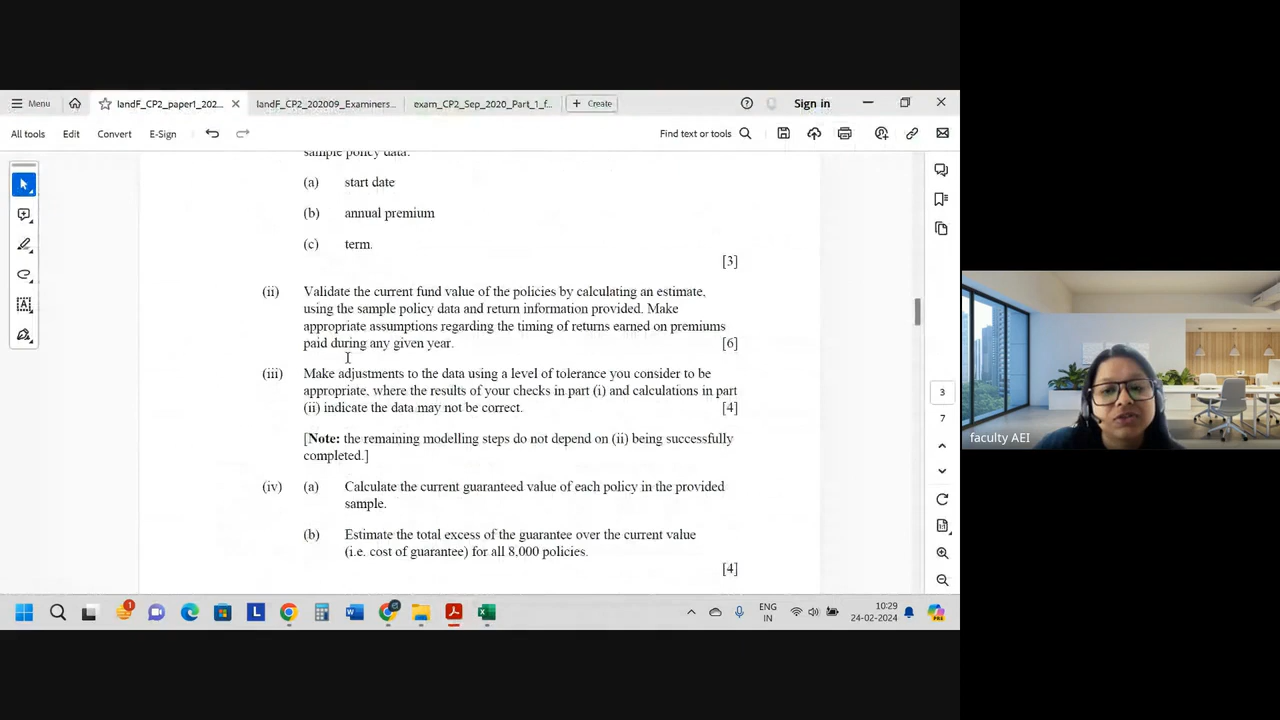 Menu
landF_CP2_paper1_202...
landF_CP2_202009_Examiners...
exam_CP2_Sep_2020_Part_1_f...
Create
Sign in
All tools
Edit
Convert
E-Sign
Find text or tools
sample policy data.
(a) start date
(b) annual premium
(c) term.
[3]
(ii) Validate the current fund value of the policies by calculating an estimate,
using the sample policy data and return information provided. Make
appropriate assumptions regarding the timing of returns earned on premiums
paid during any given year. [6]
(iii) Make adjustments to the data using a level of tolerance you consider to be
appropriate, where the results of your checks in part (i) and calculations in part
(ii) indicate the data may not be correct. [4]
[Note: the remaining modelling steps do not depend on (ii) being successfully
completed.]
(iv) (a) Calculate the current guaranteed value of each policy in the provided
sample.
(b) Estimate the total excess of the guarantee over the current value
(i.e. cost of guarantee) for all 8,000 policies.
[4]
3
7
faculty AEI
ENG
IN
10:29
24-02-2024